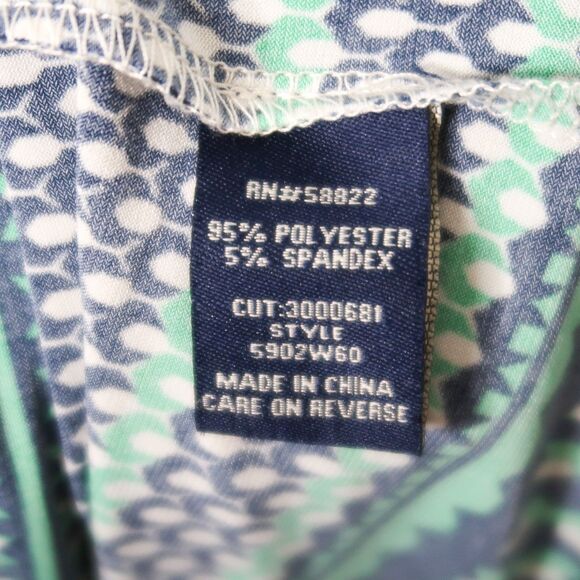 RN#58822
95% POLYESTER
5% SPANDEX
CUT:3000681
STYLE
5902W60
MADE IN CHINA
CARE ON REVERSE